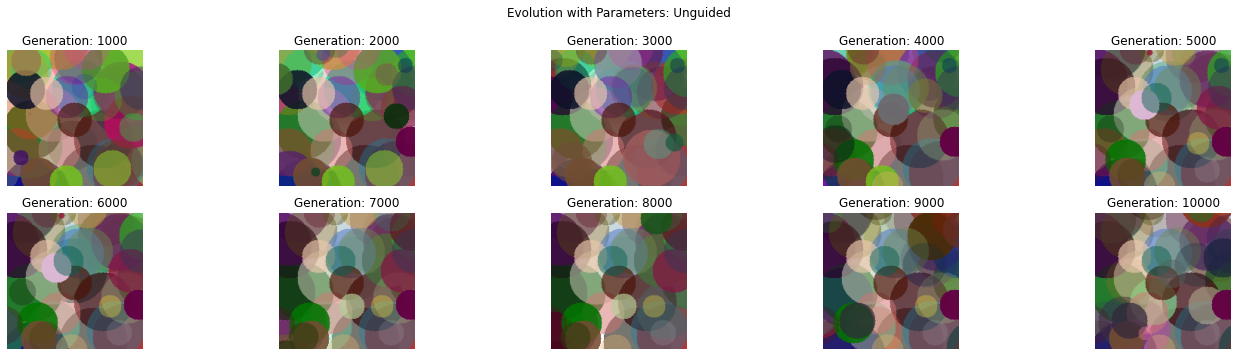 Evolution with Parameters: Unguided
Generation: 1000
Generation: 2000
Generation: 3000
Generation: 4000
Generation: 5000
Generation: 6000
Generation: 7000
Generation: 8000
Generation: 9000
Generation: 10000